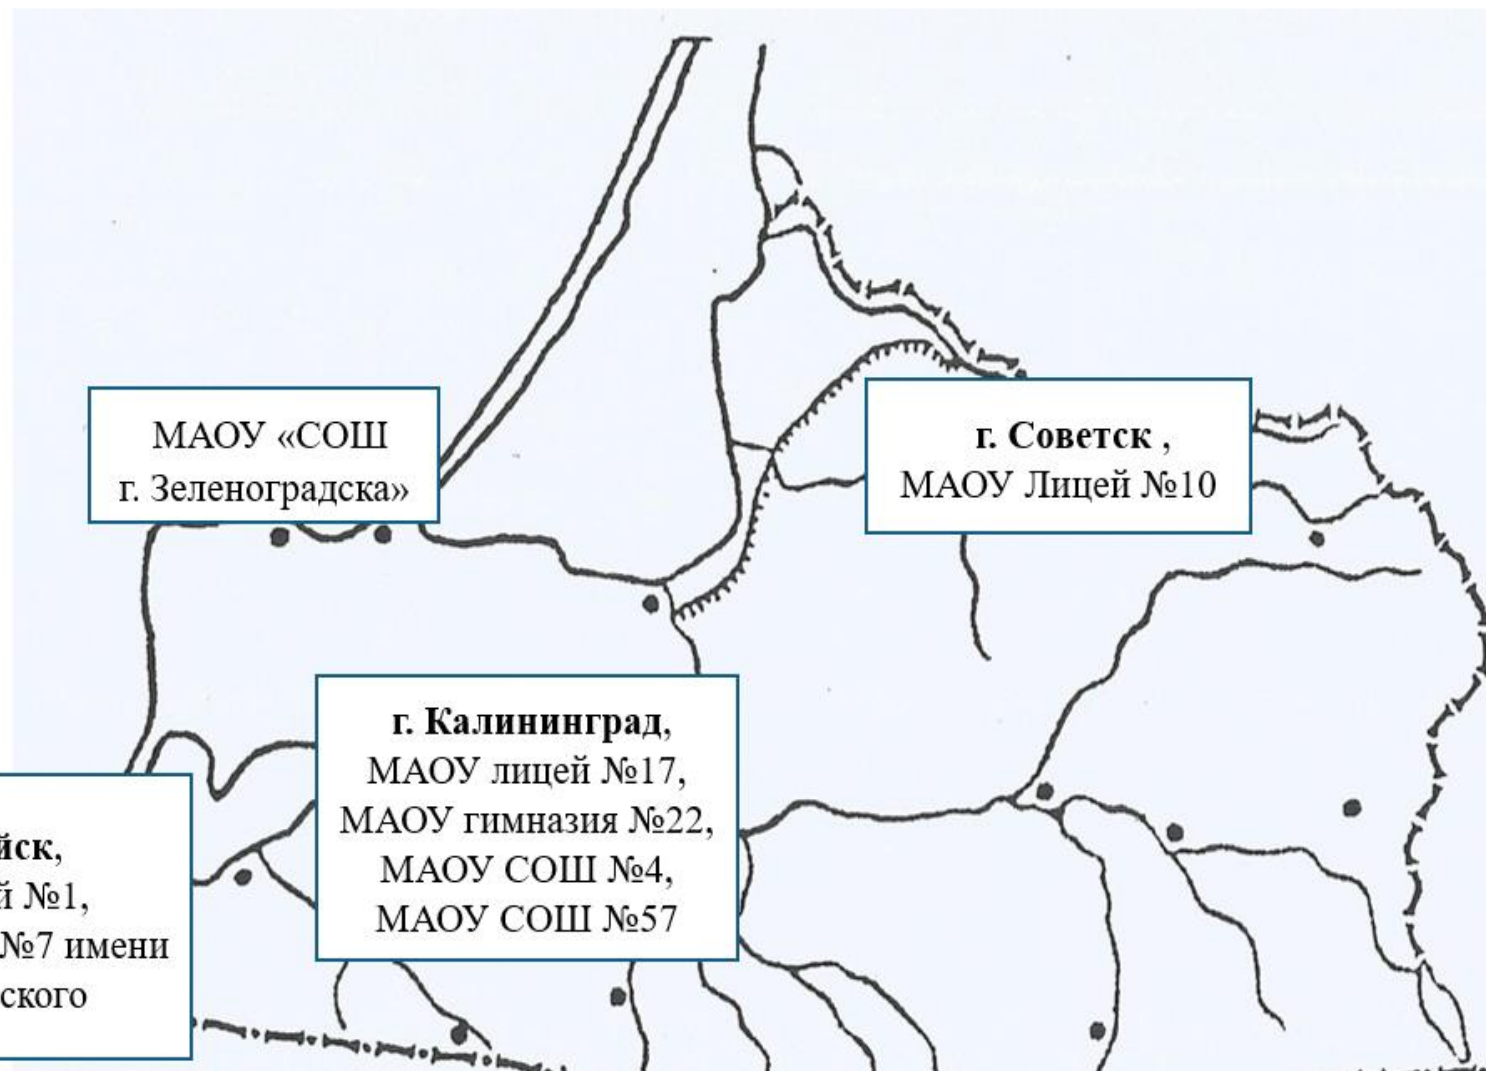 МАОУ «СОШ
г. Зеленоградска»
г. Советск ,
МАОУ Лицей №10
г. Калининград,
МАОУ лицей №17,
МАОУ гимназия №22,
МАОУ СОШ №4,
МАОУ СОШ №57
йск,
й №1,
№7 имени
ского